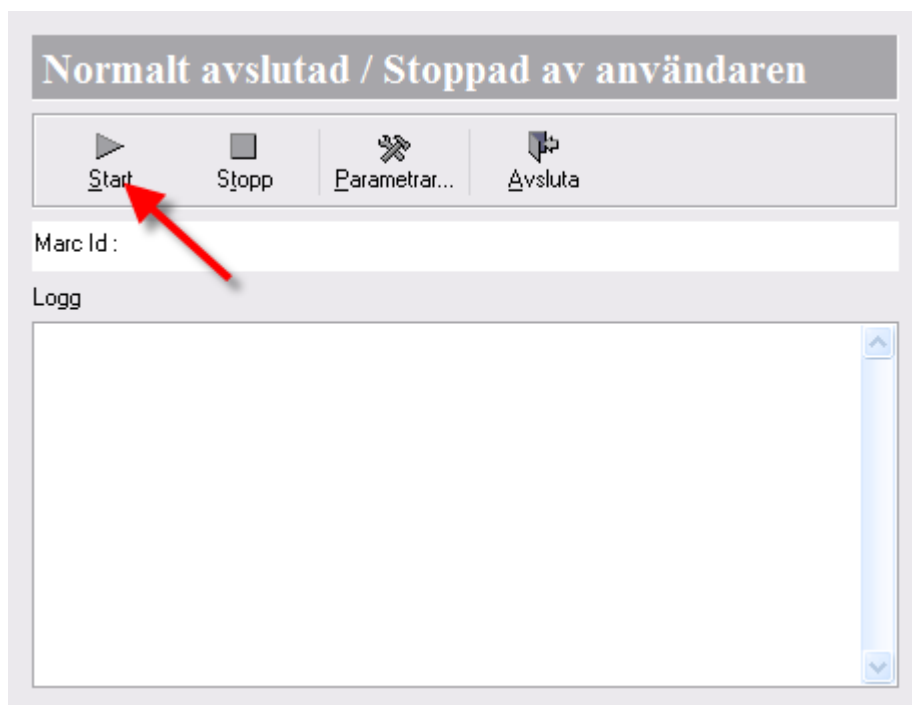 Normalt avslutad / Stoppad av användaren
Start Stopp Parametrar... Avsluta
Marc Id :
Logg